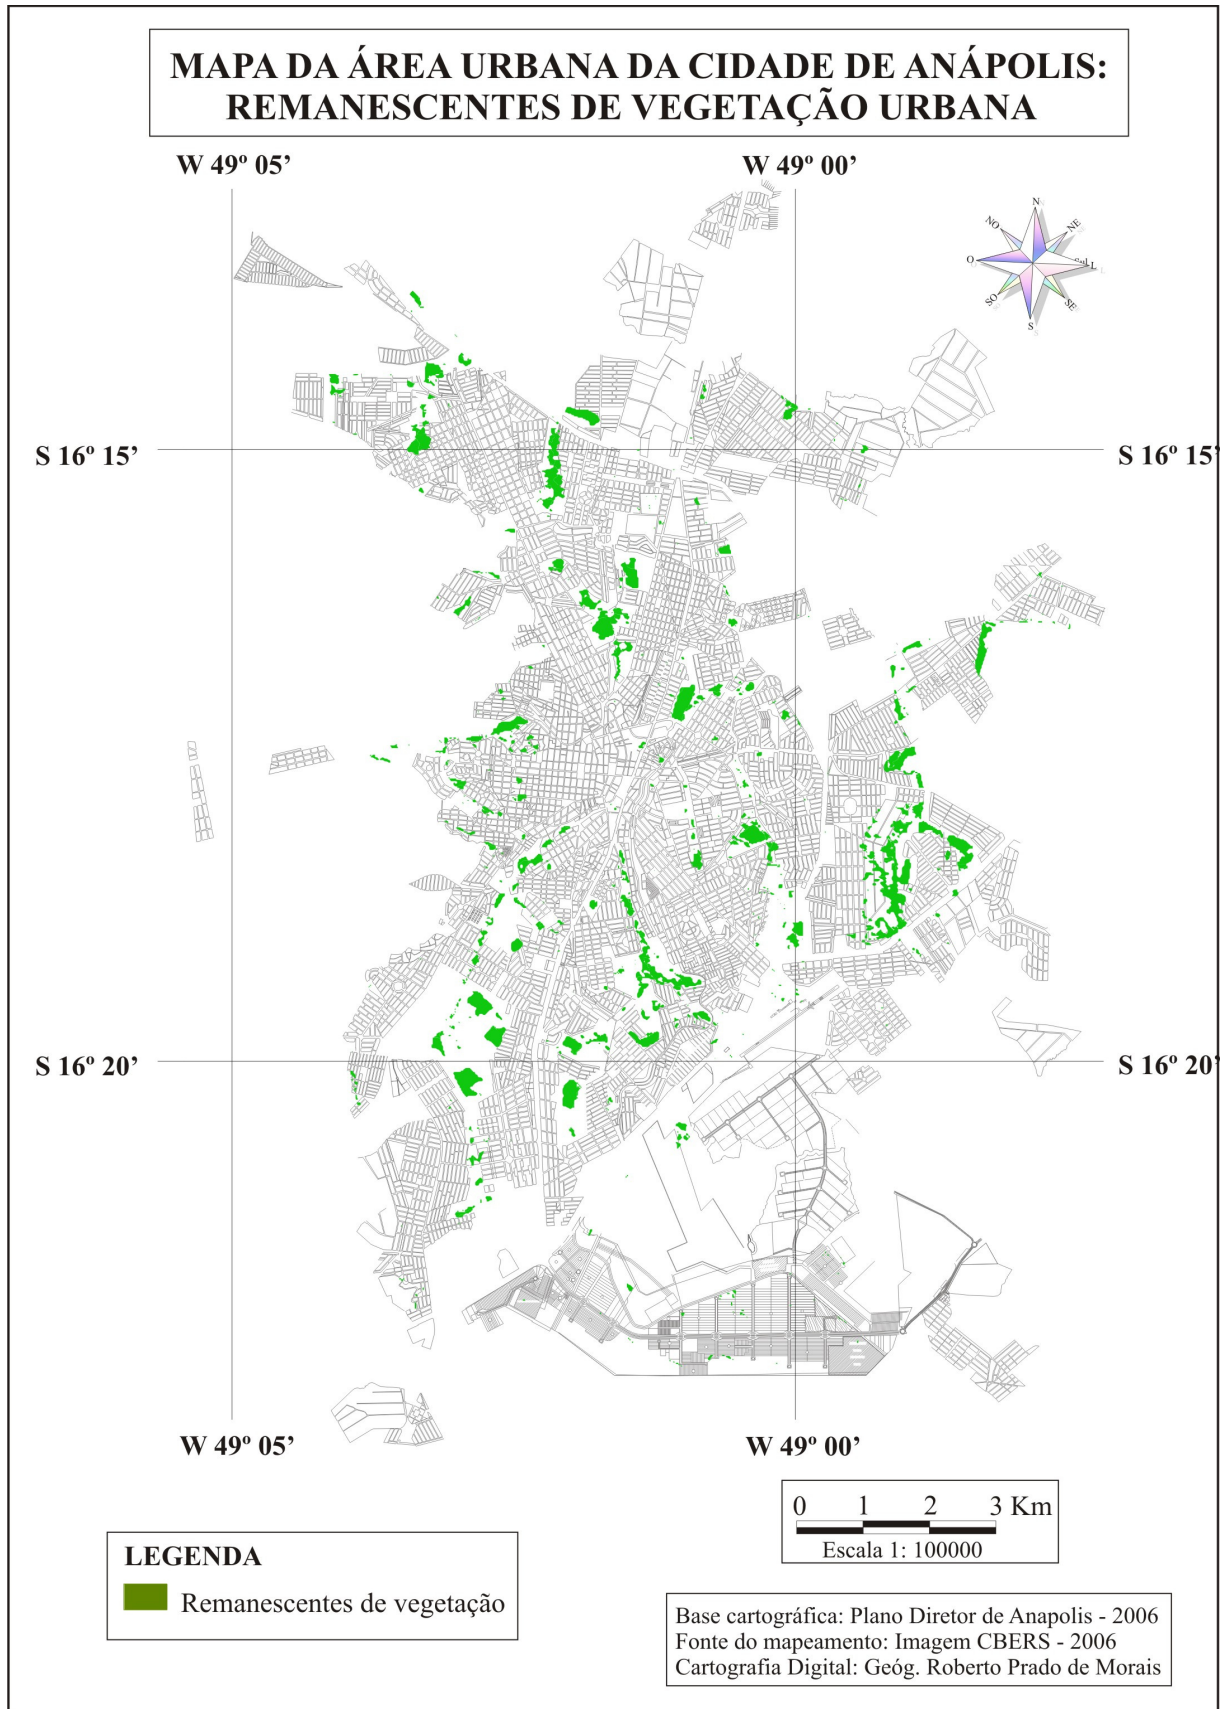 MAPA DA ÁREA URBANA DA CIDADE DE ANÁPOLIS:
REMANESCENTES DE VEGETAÇÃO URBANA
W 49º 05’
W 49º 00’
N
NO
NE
O
L
SO
SE
S
S 16º 15’
S 16º 15’
S 16º 20’
S 16º 20’
W 49º 05’
W 49º 00’
0 1 2 3 Km
Escala 1: 100000
LEGENDA
Remanescentes de vegetação
Base cartográfica: Plano Diretor de Anapolis - 2006
Fonte do mapeamento: Imagem CBERS - 2006
Cartografia Digital: Geóg. Roberto Prado de Morais